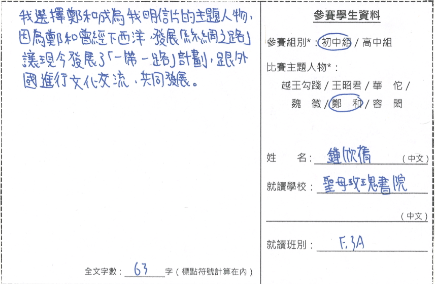 我選擇鄭和成為我明信片的主題人物,
因為鄭和曾經下西洋,發展「絲綢之路」
讓現今發展了「一帶一路」計劃,跟外
國進行文化交流、共同發展。
全文字數: 63 字(標點符號計算在內)
參賽學生資料
參賽組別*:初中組/高中組
比賽主題人物*:
越王勾踐/王昭君/華 佗/
魏 徵/鄭 和/容 閎
姓 名: 鍾欣 (中文)
就讀學校: 聖母玫瑰書院
(中文)
就讀班別: F.3A